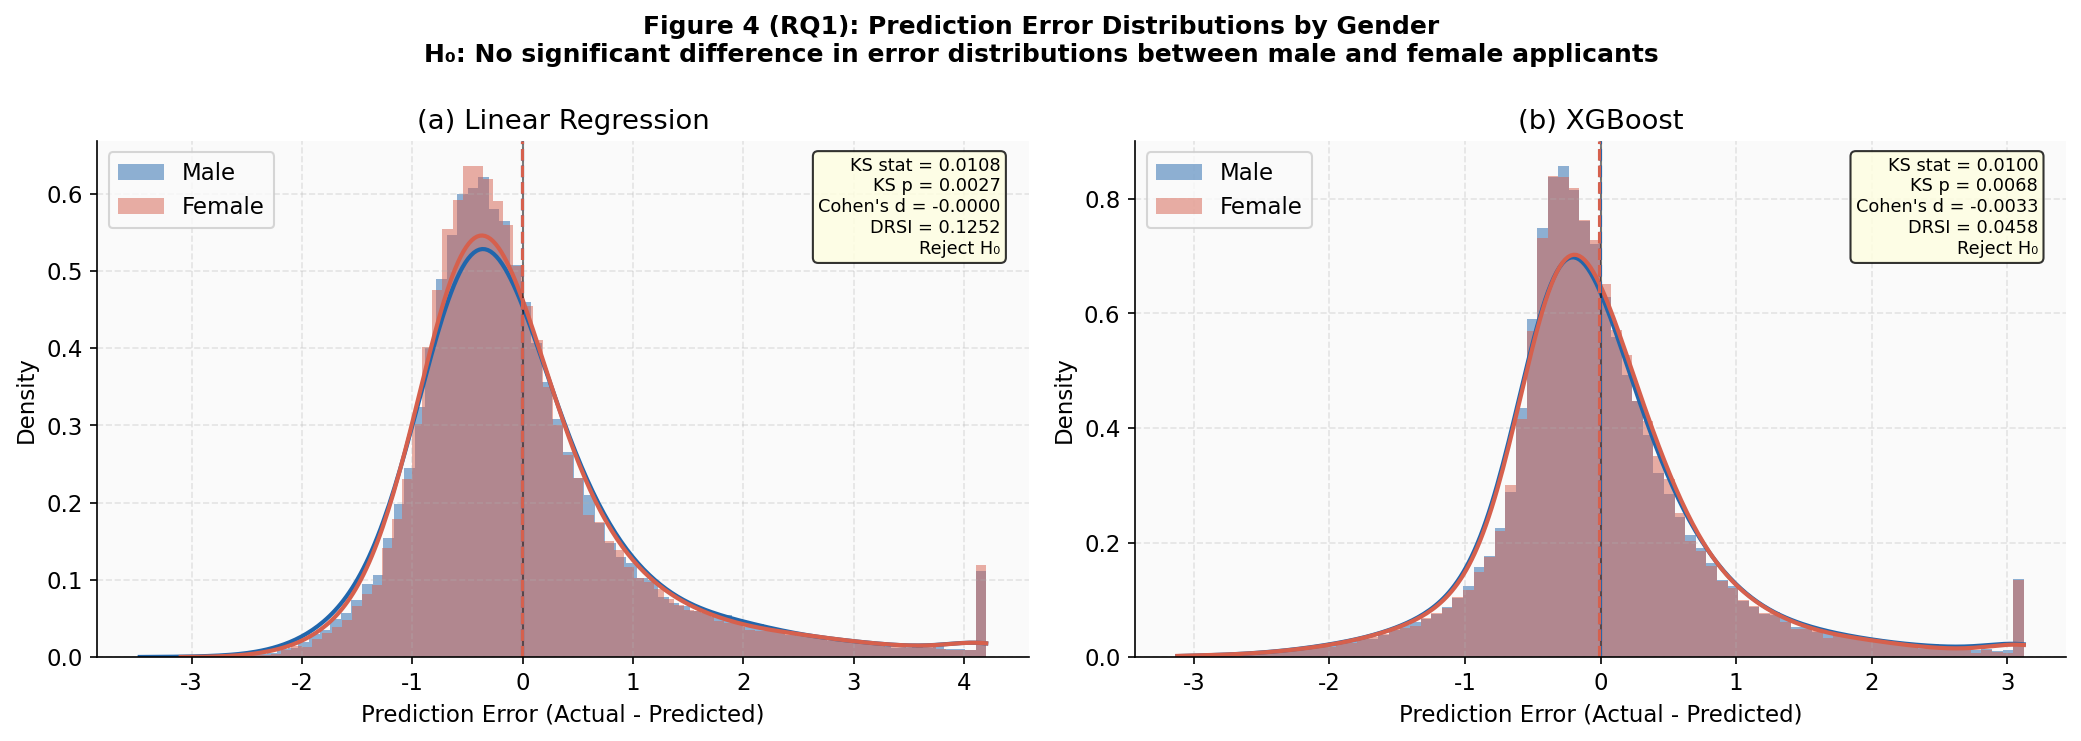 Figure 4 (RQ1): Prediction Error Distributions by Gender
H₀: No significant difference in error distributions between male and female applicants
(a) Linear Regression
Male
Female
KS stat = 0.0108
KS p = 0.0027
Cohen's d = -0.0000
DRSI = 0.1252
Reject H₀
Density
0.6
0.5
0.4
0.3
0.2
0.1
0.0
-3 -2 -1 0 1 2 3 4
Prediction Error (Actual - Predicted)
(b) XGBoost
Male
Female
KS stat = 0.0100
KS p = 0.0068
Cohen's d = -0.0033
DRSI = 0.0458
Reject H₀
Density
0.8
0.6
0.4
0.2
0.0
-3 -2 -1 0 1 2 3
Prediction Error (Actual - Predicted)